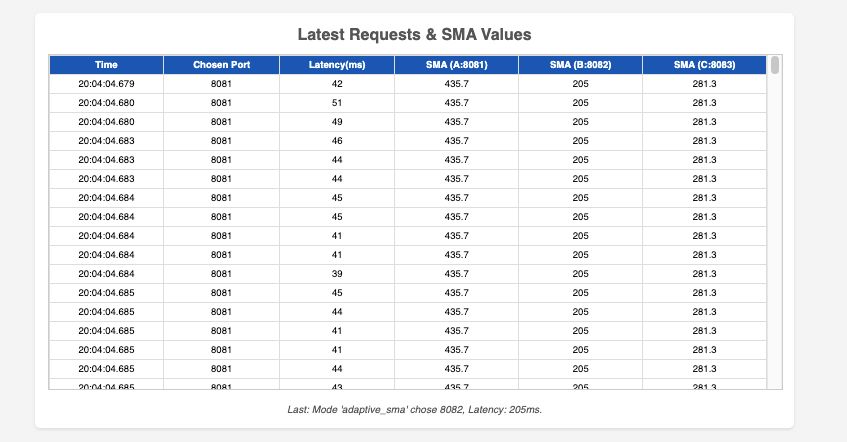 Latest Requests & SMA Values
Time Chosen Port Latency(ms) SMA (A:8081) SMA (B:8082) SMA (C:8083)
20:04:04.679 8081 42 435.7 205 281.3
20:04:04.680 8081 51 435.7 205 281.3
20:04:04.680 8081 49 435.7 205 281.3
20:04:04.683 8081 46 435.7 205 281.3
20:04:04.683 8081 44 435.7 205 281.3
20:04:04.683 8081 44 435.7 205 281.3
20:04:04.684 8081 45 435.7 205 281.3
20:04:04.684 8081 45 435.7 205 281.3
20:04:04.684 8081 41 435.7 205 281.3
20:04:04.684 8081 41 435.7 205 281.3
20:04:04.684 8081 39 435.7 205 281.3
20:04:04.685 8081 45 435.7 205 281.3
20:04:04.685 8081 44 435.7 205 281.3
20:04:04.685 8081 41 435.7 205 281.3
20:04:04.685 8081 41 435.7 205 281.3
20:04:04.685 8081 44 435.7 205 281.3
20:04:04.685 8081 43 435.7 205 281.3
Last: Mode 'adaptive_sma' chose 8082, Latency: 205ms.